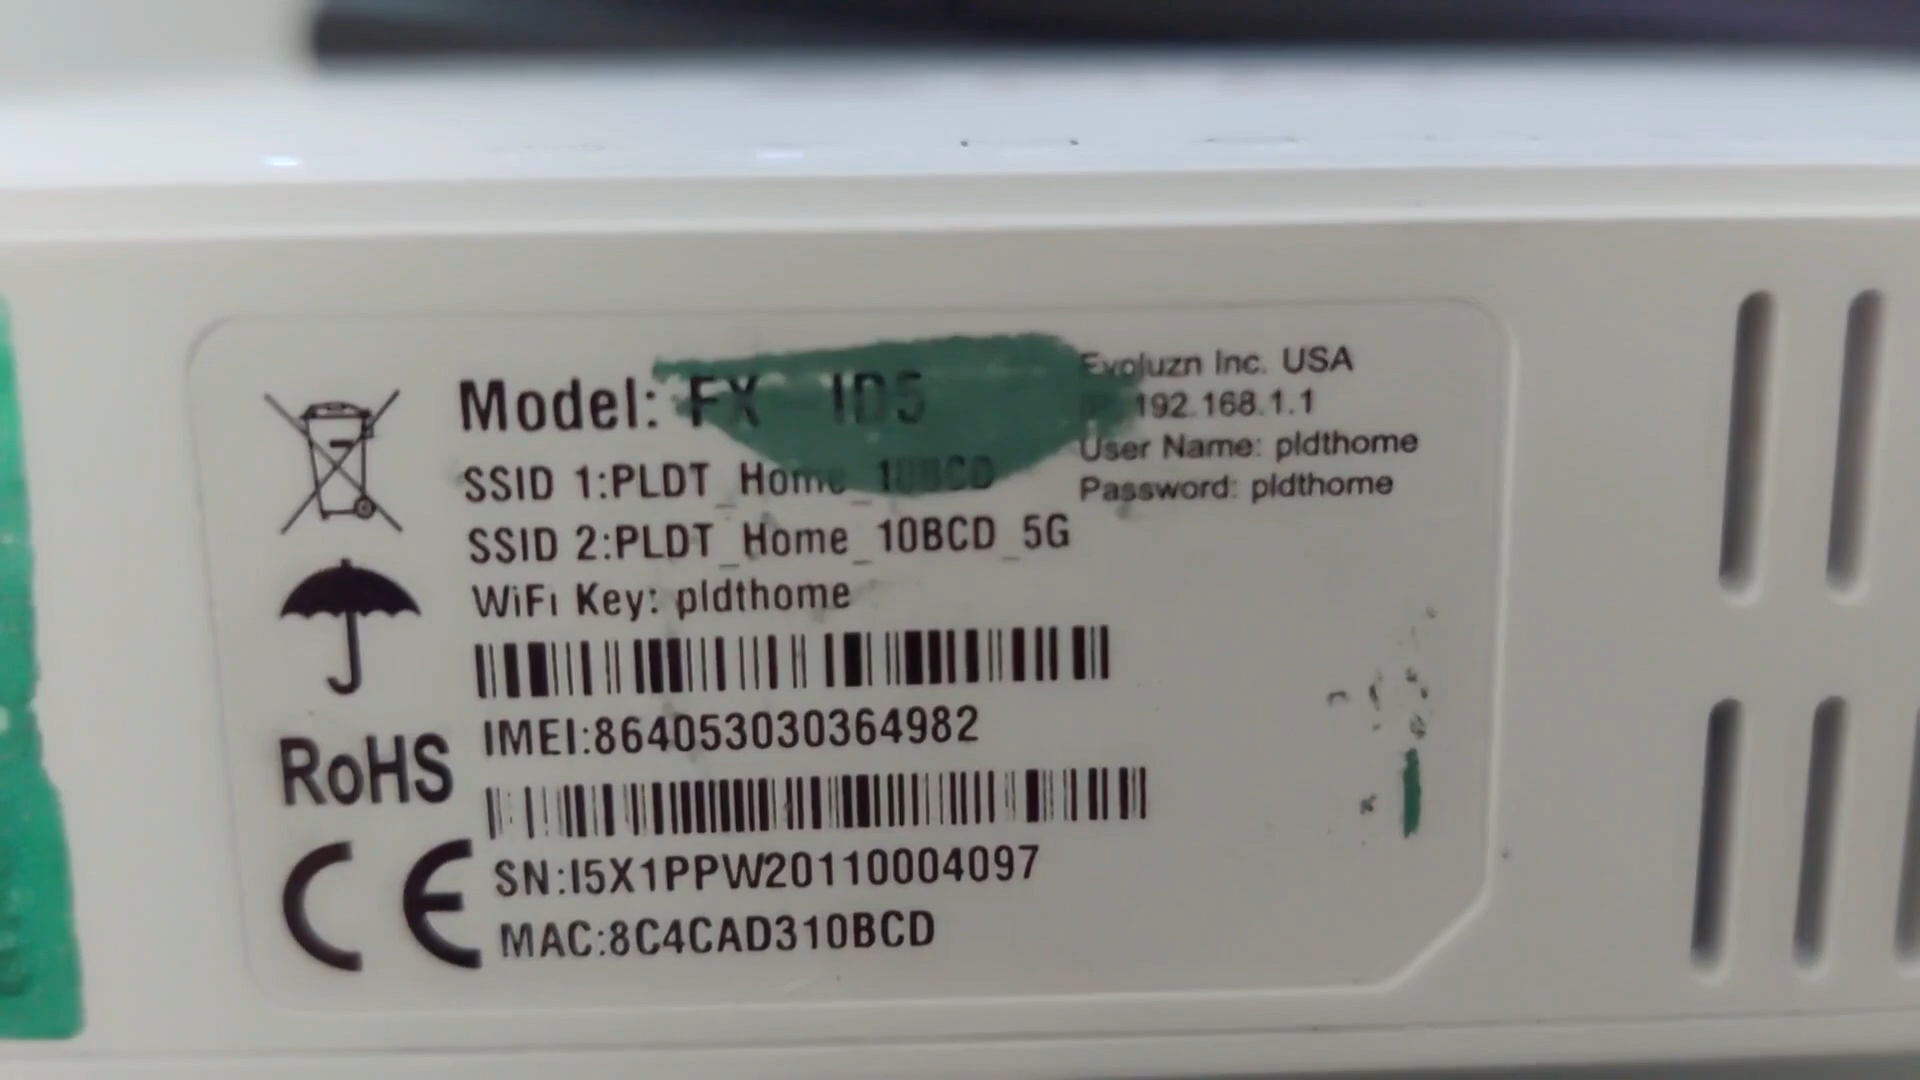 Model: FX ID5
SSID 1:PLDT_Home_10BCD
SSID 2:PLDT_Home_10BCD_5G
WiFi Key: pldthome
IMEI:864053030364982
SN:I5X1PPW20110004097
MAC:8C4CAD310BCD
RoHS
CE
Evoluzn Inc. USA
192.168.1.1
User Name: pldthome
Password: pldthome